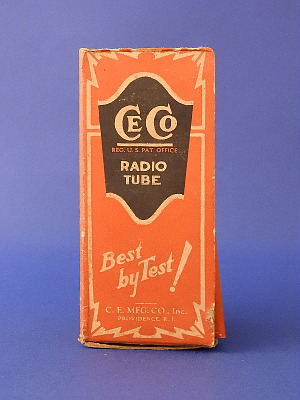 CECO
REG. U.S. PAT. OFFICE
RADIO
TUBE
Best
by Test!
C. E. MFG. CO., Inc.
PROVIDENCE, R. I.